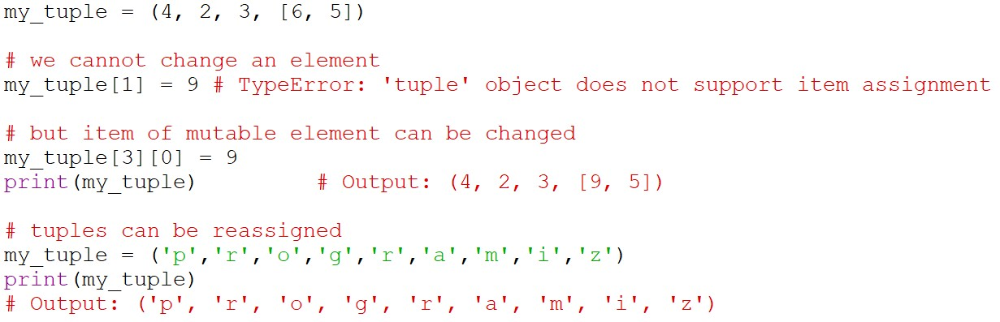 my_tuple = (4, 2, 3, [6, 5])
# we cannot change an element
my_tuple[1] = 9 # TypeError: 'tuple' object does not support item assignment
# but item of mutable element can be changed
my_tuple[3][0] = 9
print(my_tuple)         # Output: (4, 2, 3, [9, 5])
# tuples can be reassigned
my_tuple = ('p','r','o','g','r','a','m','i','z')
print(my_tuple)
# Output: ('p', 'r', 'o', 'g', 'r', 'a', 'm', 'i', 'z')